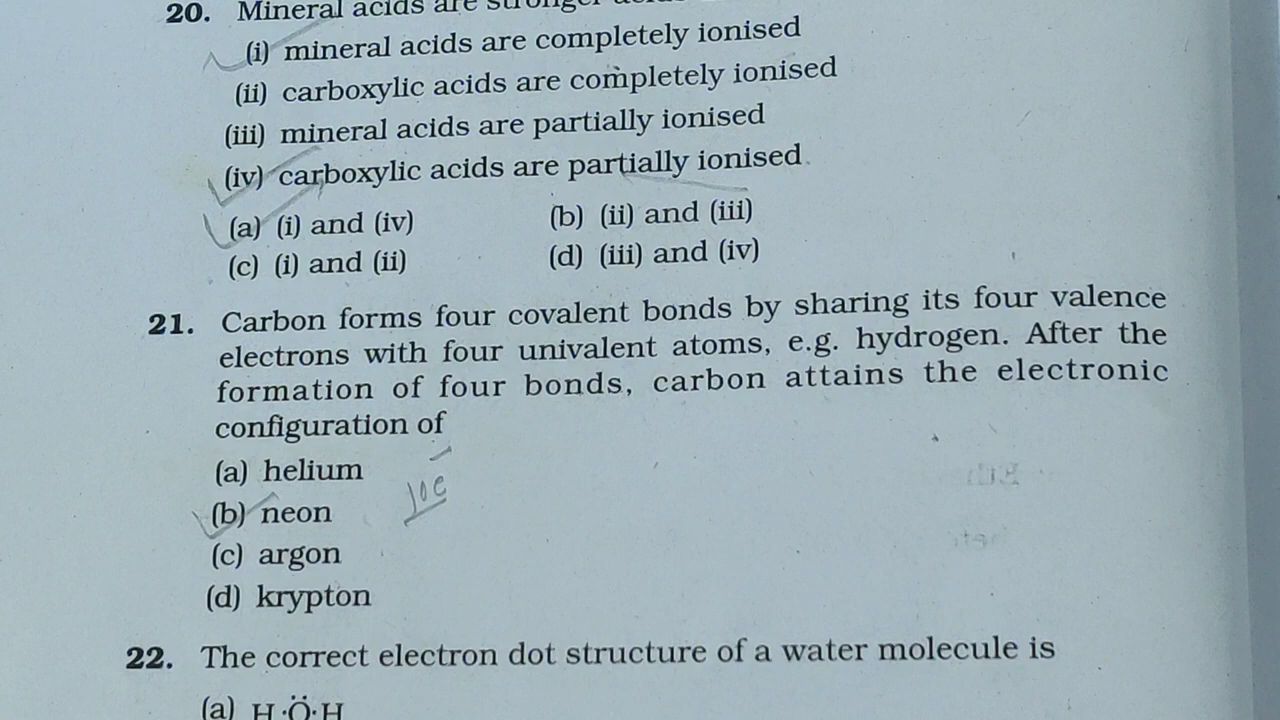 20. Mineral acids are stronger
(i) mineral acids are completely ionised
(ii) carboxylic acids are completely ionised
(iii) mineral acids are partially ionised
(iv) carboxylic acids are partially ionised
(a) (i) and (iv) (b) (ii) and (iii)
(c) (i) and (ii) (d) (iii) and (iv)
21. Carbon forms four covalent bonds by sharing its four valence
electrons with four univalent atoms, e.g. hydrogen. After the
formation of four bonds, carbon attains the electronic
configuration of
(a) helium
(b) neon
10e
(c) argon
(d) krypton
22. The correct electron dot structure of a water molecule is
(a) H·Ö·H